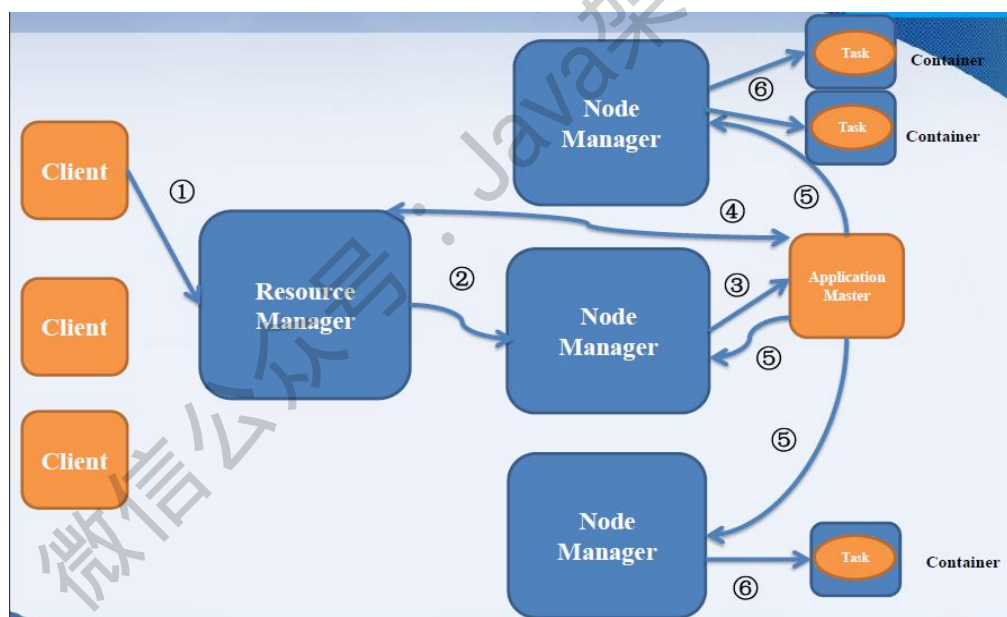 Client
Client
Client
①
Resource
Manager
②
Node
Manager
Node
Manager
Node
Manager
③
④
⑤
⑤
⑤
⑥
⑥
Application
Master
Task
Container
Task
Container
Task
Container
微信公众号：Java架